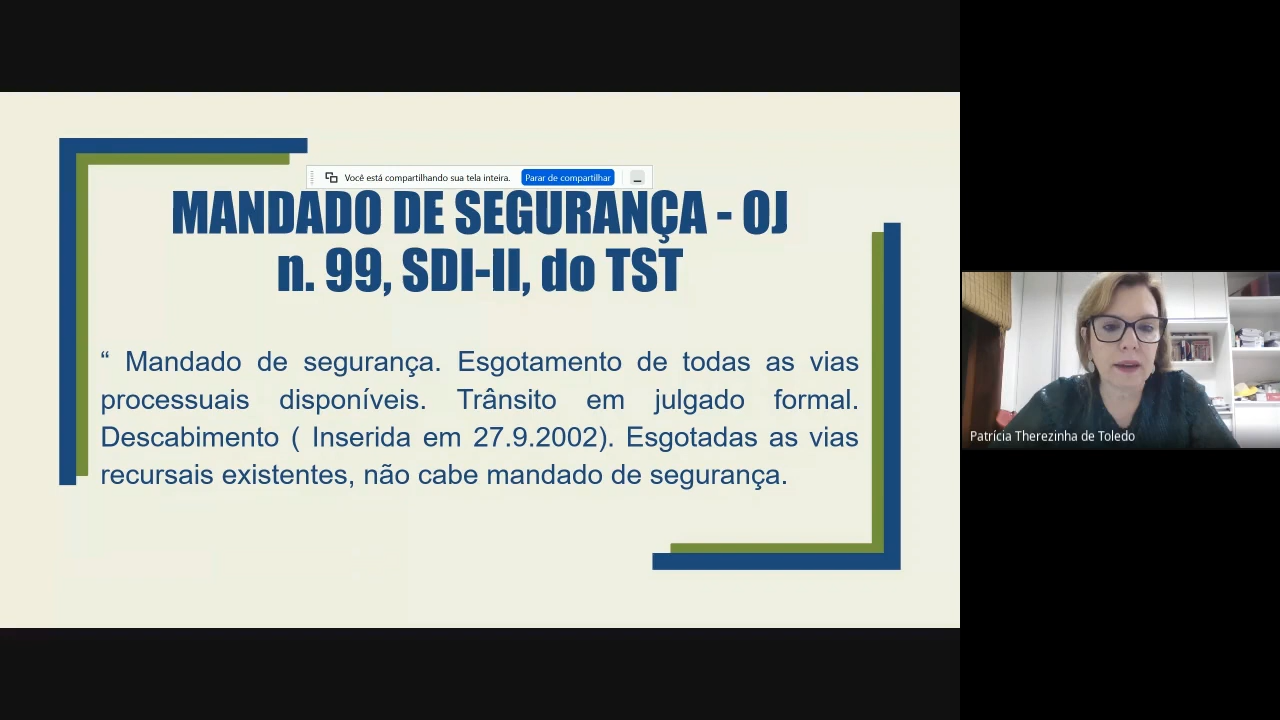 Você está compartilhando sua tela inteira. Parar de compartilhar
MANDADO DE SEGURANÇA - OJ
n. 99, SDI-II, do TST
“ Mandado de segurança. Esgotamento de todas as vias
processuais disponíveis. Trânsito em julgado formal.
Descabimento ( Inserida em 27.9.2002). Esgotadas as vias
recursais existentes, não cabe mandado de segurança.
Patrícia Therezinha de Toledo